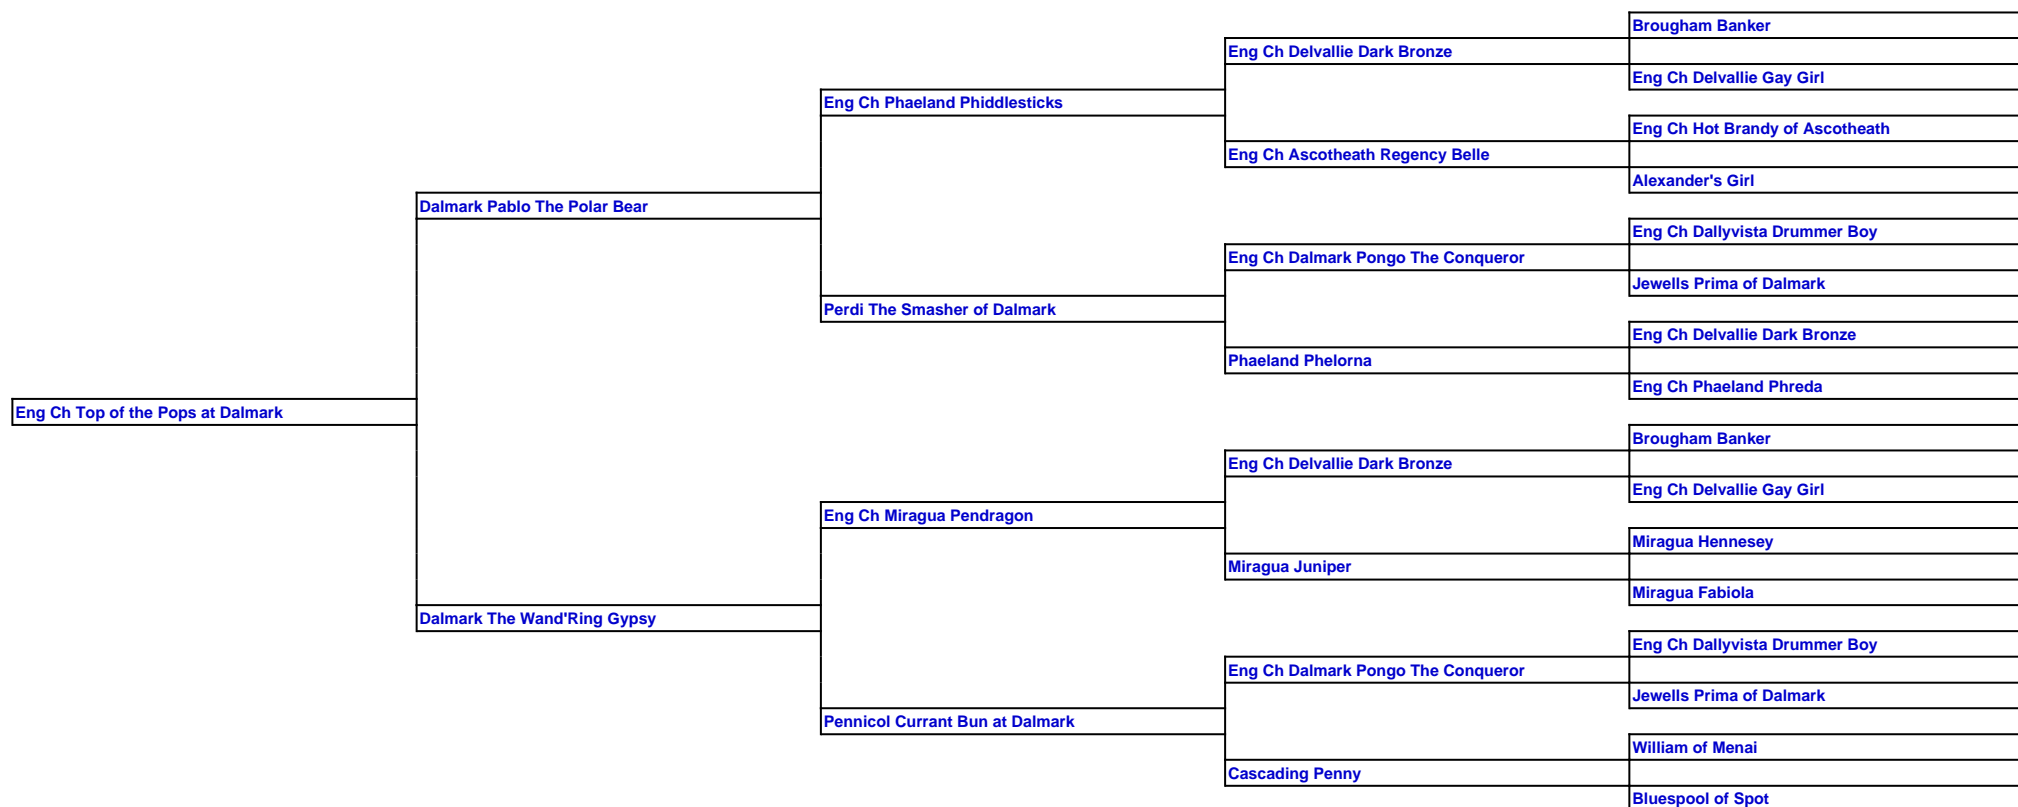 Brougham Banker
Eng Ch Delvallie Dark Bronze
Eng Ch Delvallie Gay Girl
Eng Ch Phaeland Phiddlesticks
Eng Ch Hot Brandy of Ascotheath
Eng Ch Ascotheath Regency Belle
Alexander's Girl
Dalmark Pablo The Polar Bear
Eng Ch Dallyvista Drummer Boy
Eng Ch Dalmark Pongo The Conqueror
Jewells Prima of Dalmark
Perdi The Smasher of Dalmark
Eng Ch Delvallie Dark Bronze
Phaeland Phelorna
Eng Ch Phaeland Phreda
Eng Ch Top of the Pops at Dalmark
Brougham Banker
Eng Ch Delvallie Dark Bronze
Eng Ch Delvallie Gay Girl
Eng Ch Miragua Pendragon
Miragua Hennesey
Miragua Juniper
Miragua Fabiola
Dalmark The Wand'Ring Gypsy
Eng Ch Dallyvista Drummer Boy
Eng Ch Dalmark Pongo The Conqueror
Jewells Prima of Dalmark
Pennicol Currant Bun at Dalmark
William of Menai
Cascading Penny
Bluespool of Spot